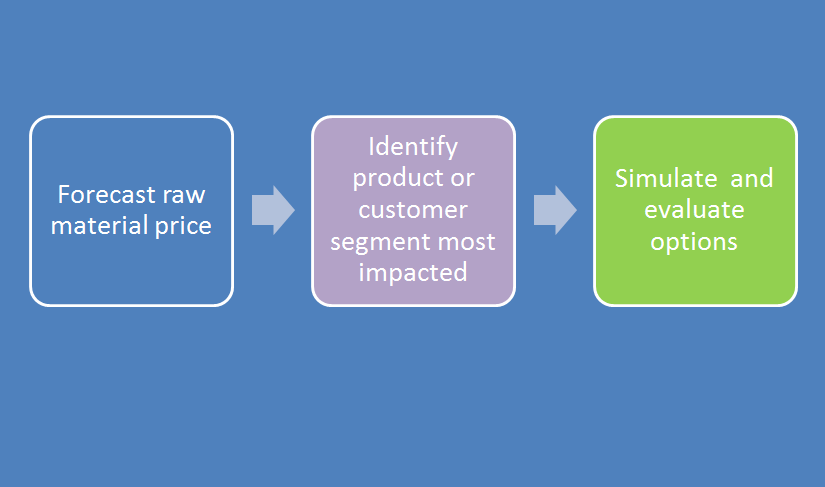 Forecast raw
material price
Identify
product or
customer
segment most
impacted
Simulate  and
evaluate
options